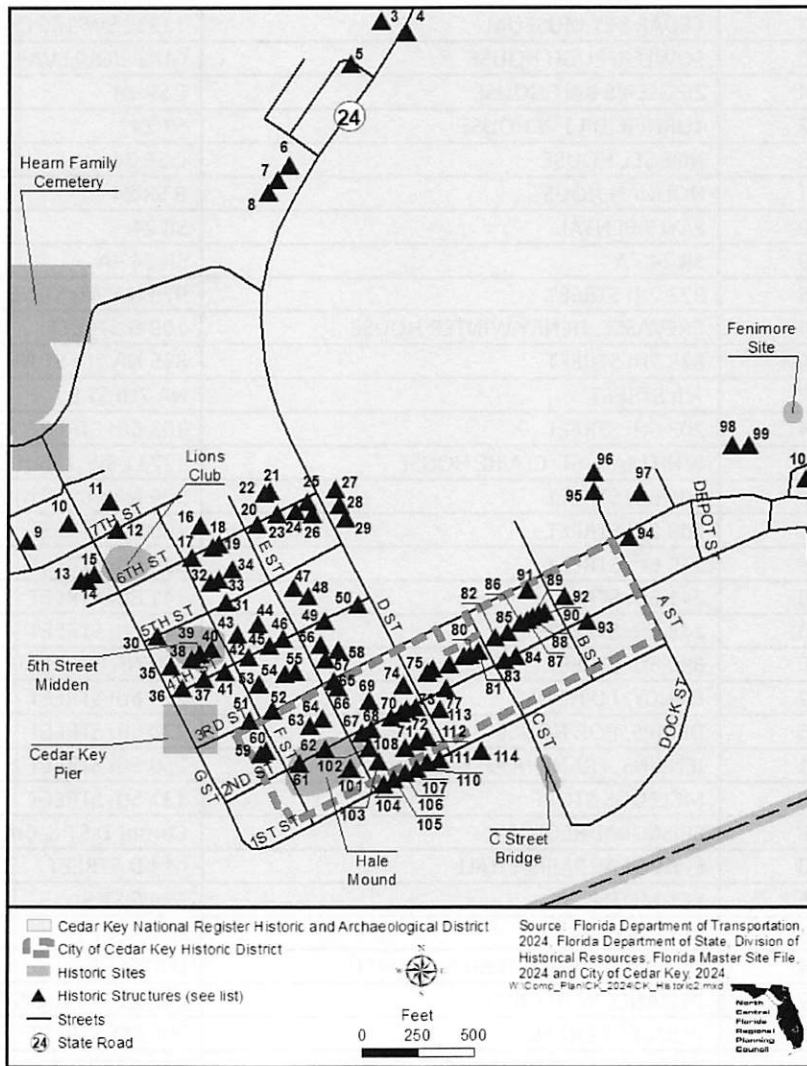 3
4
5
24
6
7
8
Hearn Family
Cemetery
Fenimore
Site
98
99
10
96
97
95
Lions
Club
11
10
9
7TH ST
12
16
18
22
21
20
25
27
28
23
24
26
29
DEPOT ST
94
15
13
14
6TH ST
17
19
E ST
32
33
34
47
48
50
D ST
86
91
89
92
82
A ST
5TH ST
31
30
39
40
43
44
46
45
49
56
58
80
85
90
93
88
87
B ST
5th Street
Midden
38
35
36
4TH ST
37
41
42
53
54
55
57
65
66
74
75
81
83
84
69
70
73
77
113
C ST
DOCK ST
3RD ST
51
52
64
63
67
68
72
71
112
Cedar Key
Pier
G ST
60
59
F ST
62
108
111
114
2ND ST
61
102
101
110
107
106
103
104
105
1ST ST
Hale
Mound
C Street
Bridge
Cedar Key National Register Historic and Archaeological District
City of Cedar Key Historic District
Historic Sites
Historic Structures (see list)
Streets
24 State Road
N
W E
S
Feet
0 250 500
Source: Florida Department of Transportation,
2024, Florida Department of State, Division of
Historical Resources, Florida Master Site File,
2024 and City of Cedar Key, 2024.
W:\Comp_Plan\CK_2024\CK_Historic2.mxd
North
Central
Florida
Regional
Planning
Council